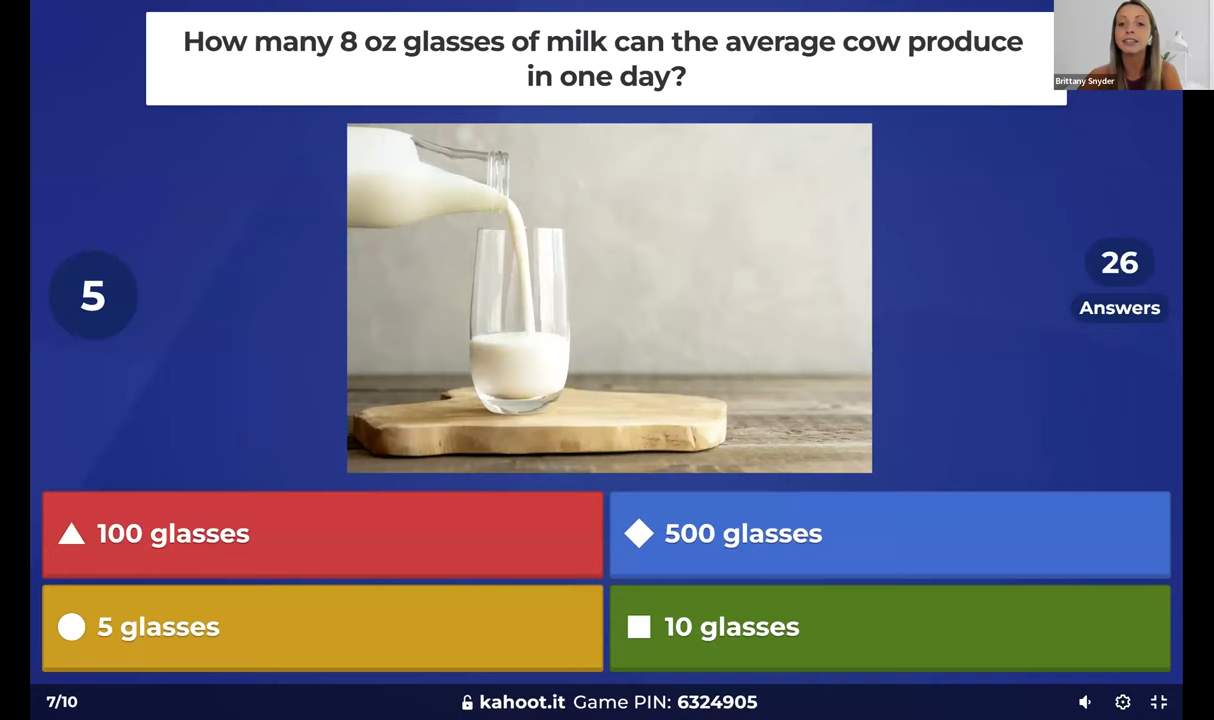 How many 8 oz glasses of milk can the average cow produce
in one day?
Brittany Snyder
5
26
Answers
100 glasses
500 glasses
5 glasses
10 glasses
7/10
kahoot.it Game PIN: 6324905